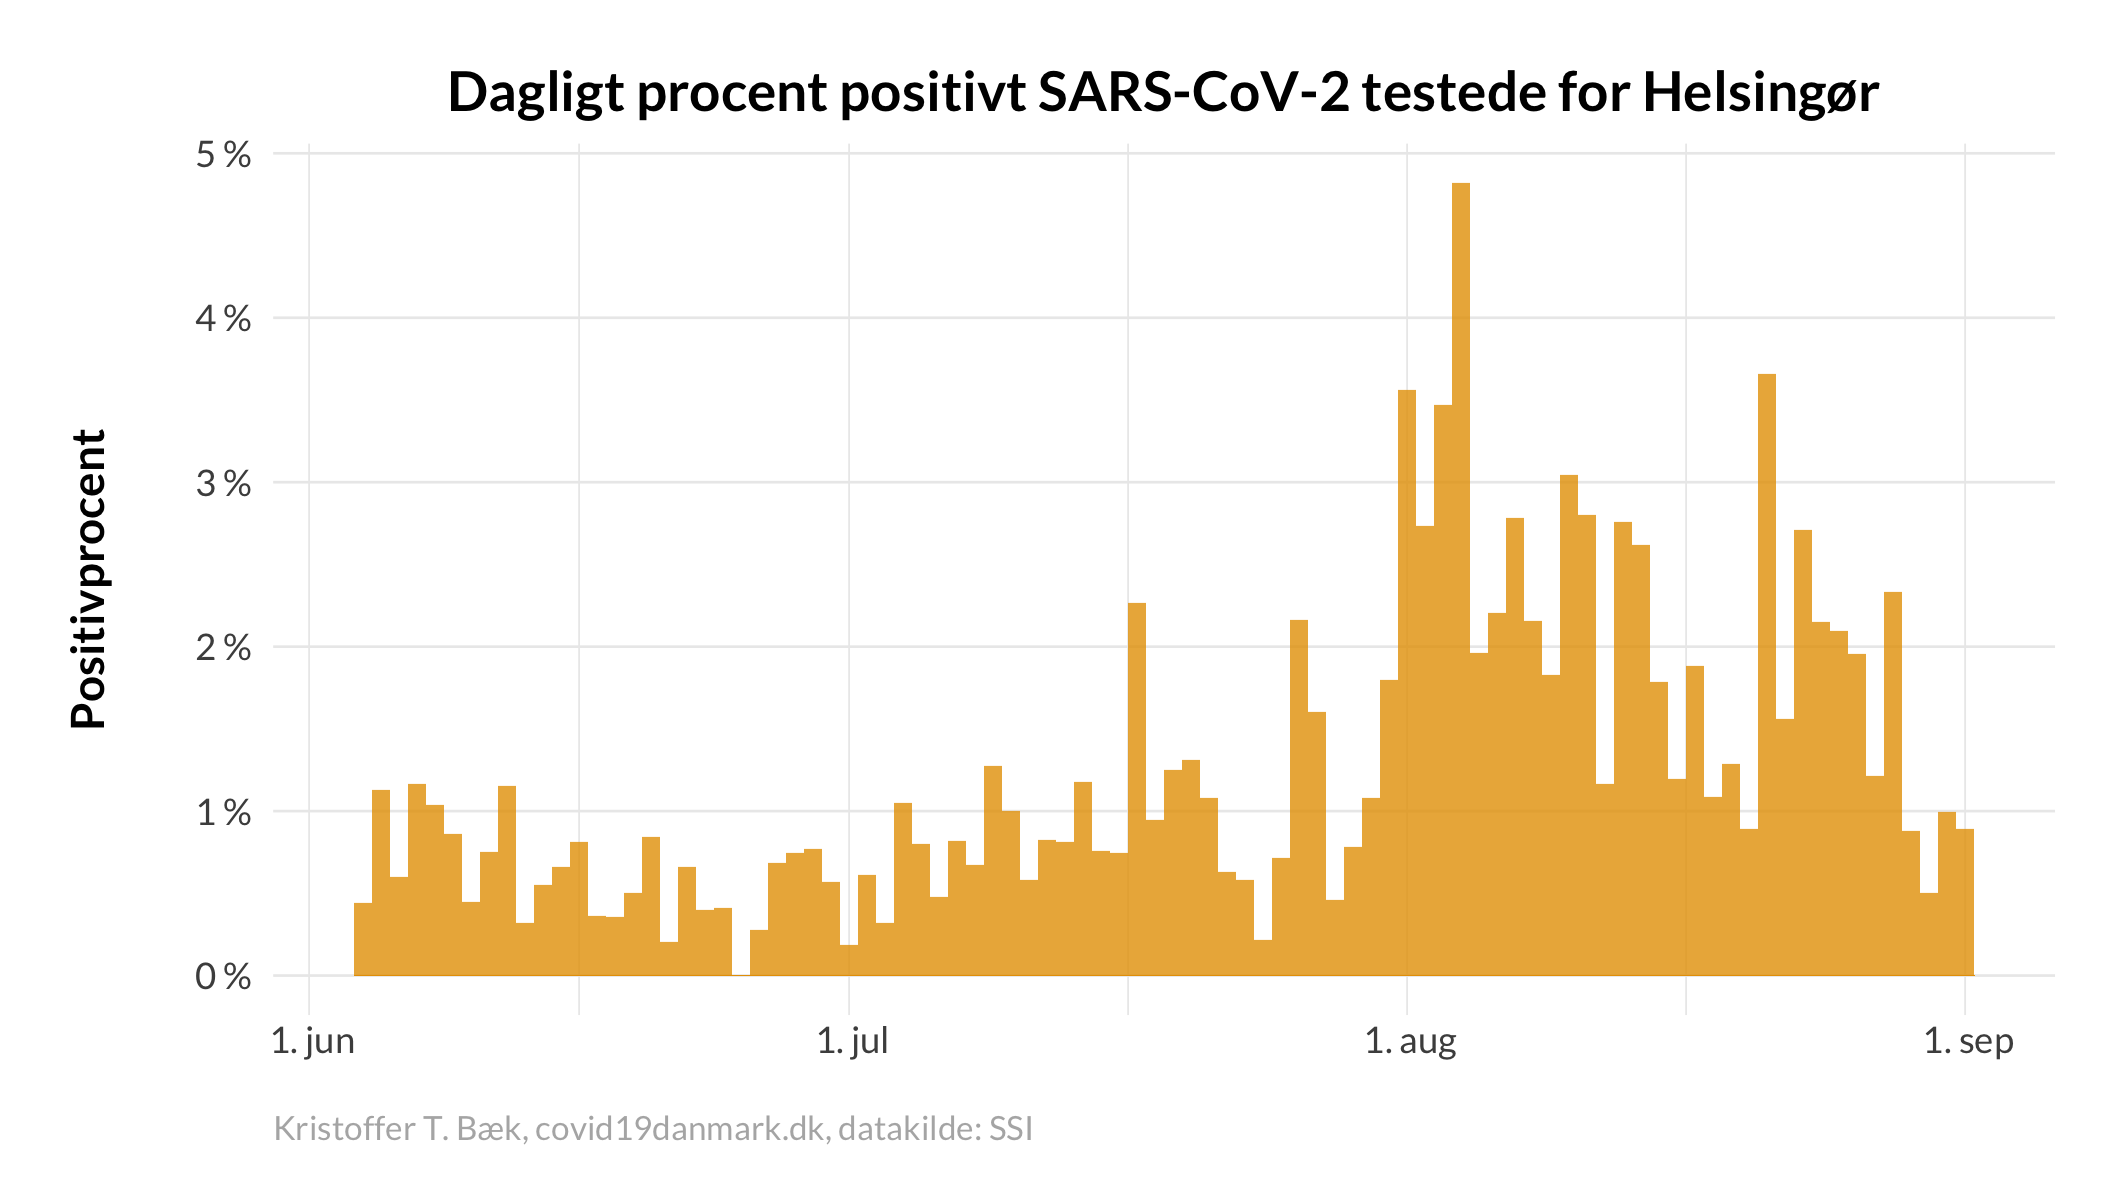 Dagligt procent positivt SARS-CoV-2 testede for Helsingør
Positivprocent
5 %
4 %
3 %
2 %
1 %
0 %
1. jun
1. jul
1. aug
1. sep
Kristoffer T. Bæk, covid19danmark.dk, datakilde: SSI